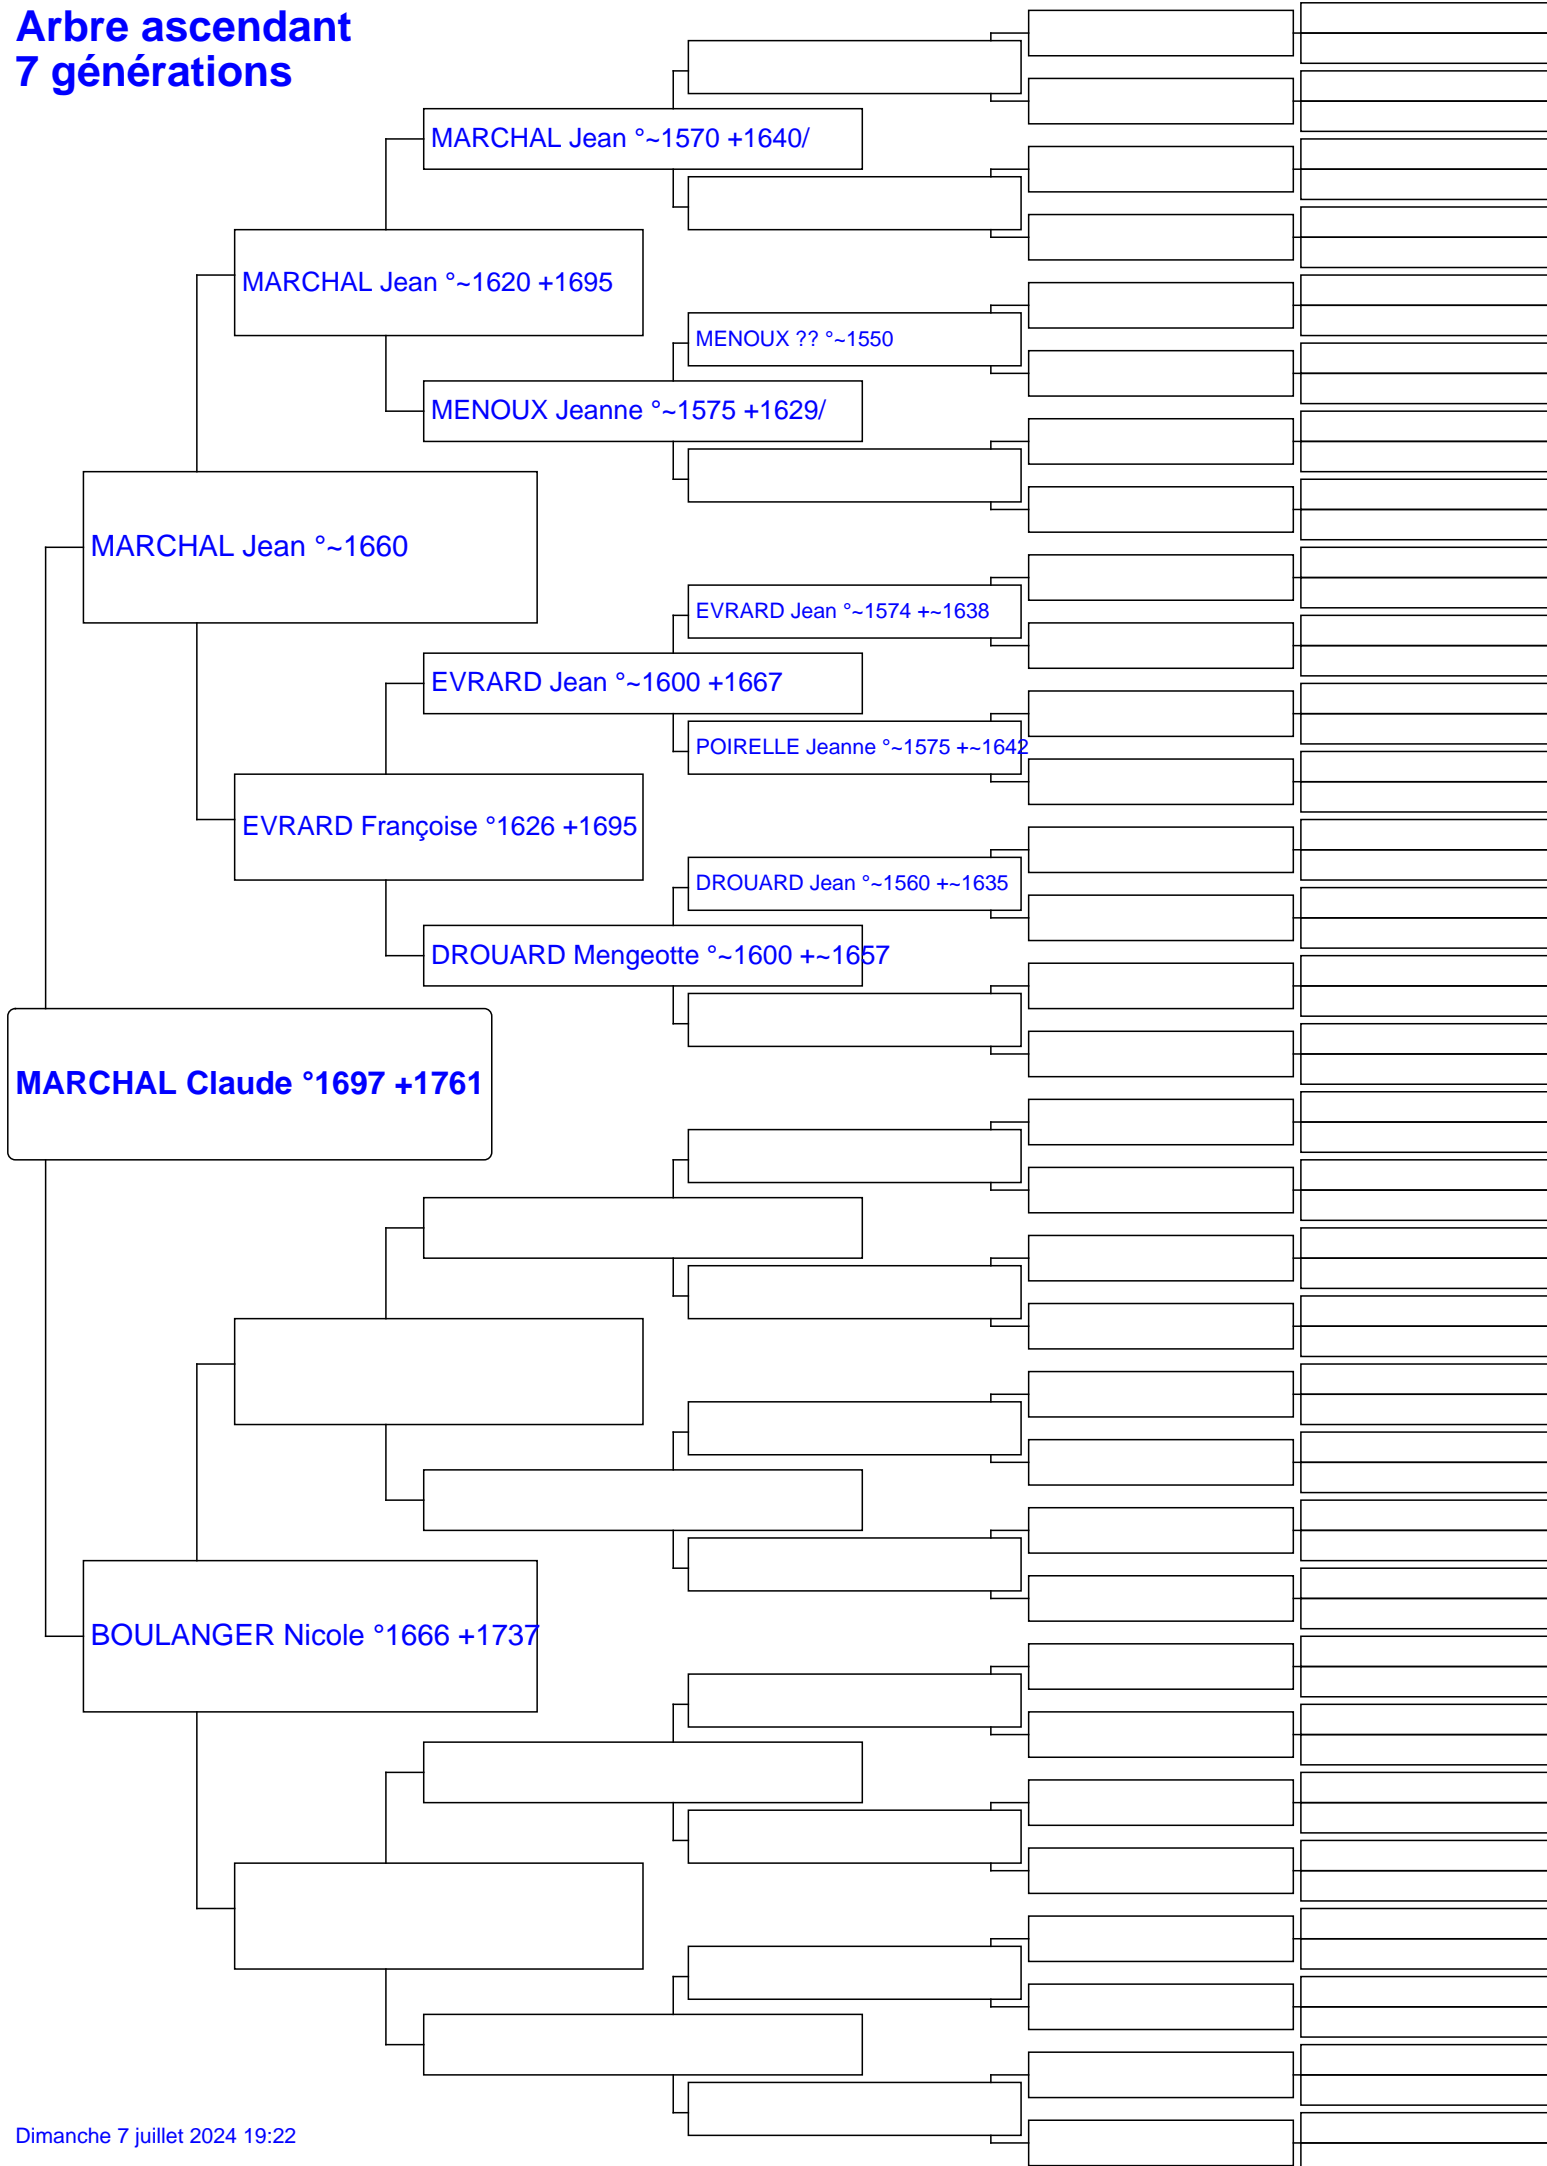 Arbre ascendant
7 générations
MARCHAL Jean °~1570 +1640/
MARCHAL Jean °~1620 +1695
MENOUX ?? °~1550
MENOUX Jeanne °~1575 +1629/
MARCHAL Jean °~1660
EVRARD Jean °~1574 +~1638
EVRARD Jean °~1600 +1667
POIRELLE Jeanne °~1575 +~1642
EVRARD Françoise °1626 +1695
DROUARD Jean °~1560 +~1635
DROUARD Mengeotte °~1600 +~1657
MARCHAL Claude °1697 +1761
BOULANGER Nicole °1666 +1737
Dimanche 7 juillet 2024 19:22